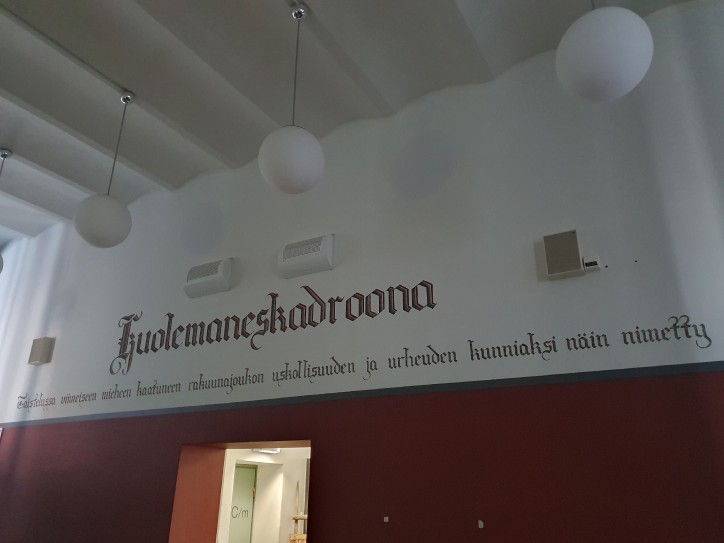 Kuolemaneskadroona
Taistelussa viimeiseen mieheen kaatuneen rakuunajoukon uskollisuuden ja urheuden kunniaksi näin nimetty
C/m